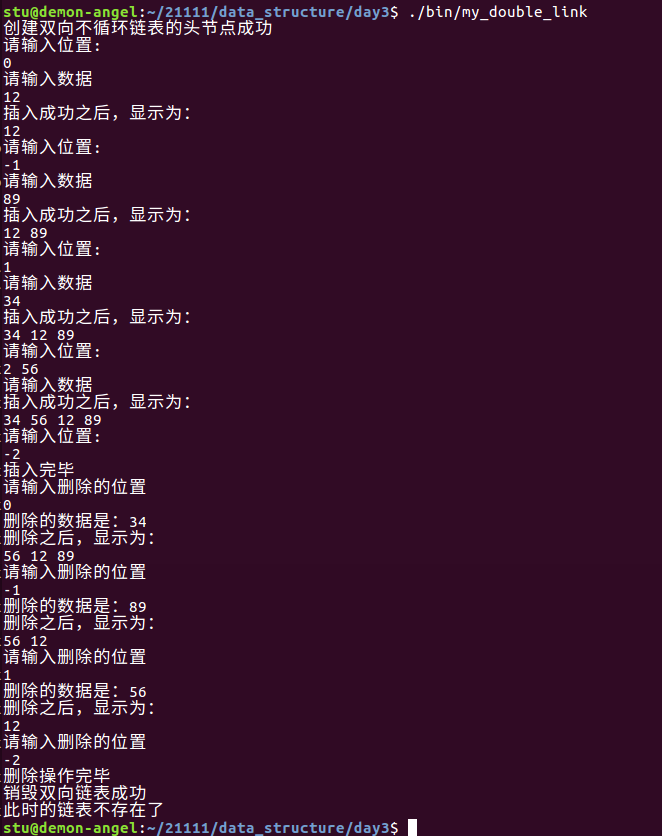 stu@demon-angel:~/21111/data_structure/day3$ ./bin/my_double_link
创建双向不循环链表的头节点成功
请输入位置:
0
请输入数据
12
插入成功之后，显示为:
12
请输入位置:
-1
请输入数据
89
插入成功之后，显示为:
12 89
请输入位置:
1
请输入数据
34
插入成功之后，显示为:
34 12 89
请输入位置:
2 56
请输入数据
插入成功之后，显示为:
34 56 12 89
请输入位置:
-2
插入完毕
请输入删除的位置
0
删除的数据是: 34
删除之后，显示为:
56 12 89
请输入删除的位置
-1
删除的数据是: 89
删除之后，显示为:
56 12
请输入删除的位置
1
删除的数据是: 56
删除之后，显示为:
12
请输入删除的位置
-2
删除操作完毕
销毁双向链表成功
此时的链表不存在了
stu@demon-angel:~/21111/data_structure/day3$